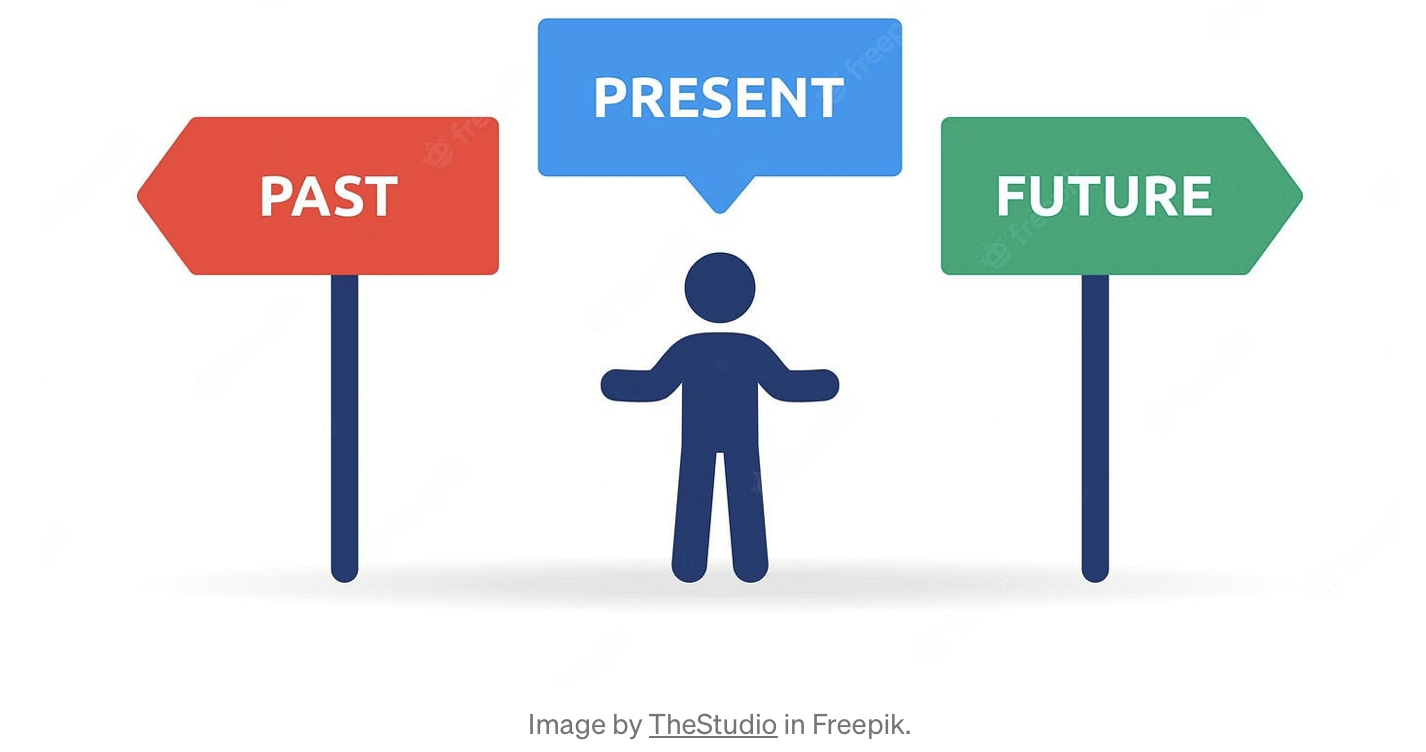 PAST
PRESENT
FUTURE
Image by TheStudio in Freepik.